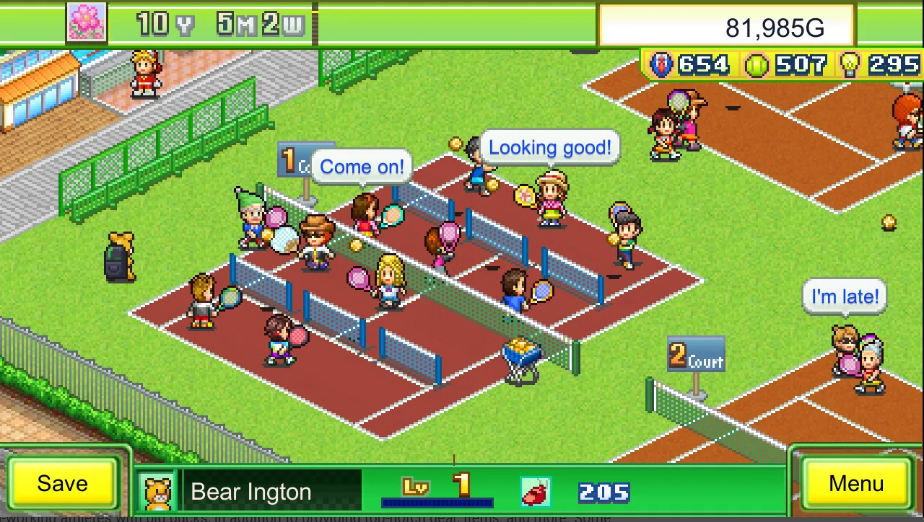 10Y 5M2W
81,985G
654 507 295
1
Come on!
Looking good!
I'm late!
2 Court
Save
Bear Ington
Lv 1
205
Menu